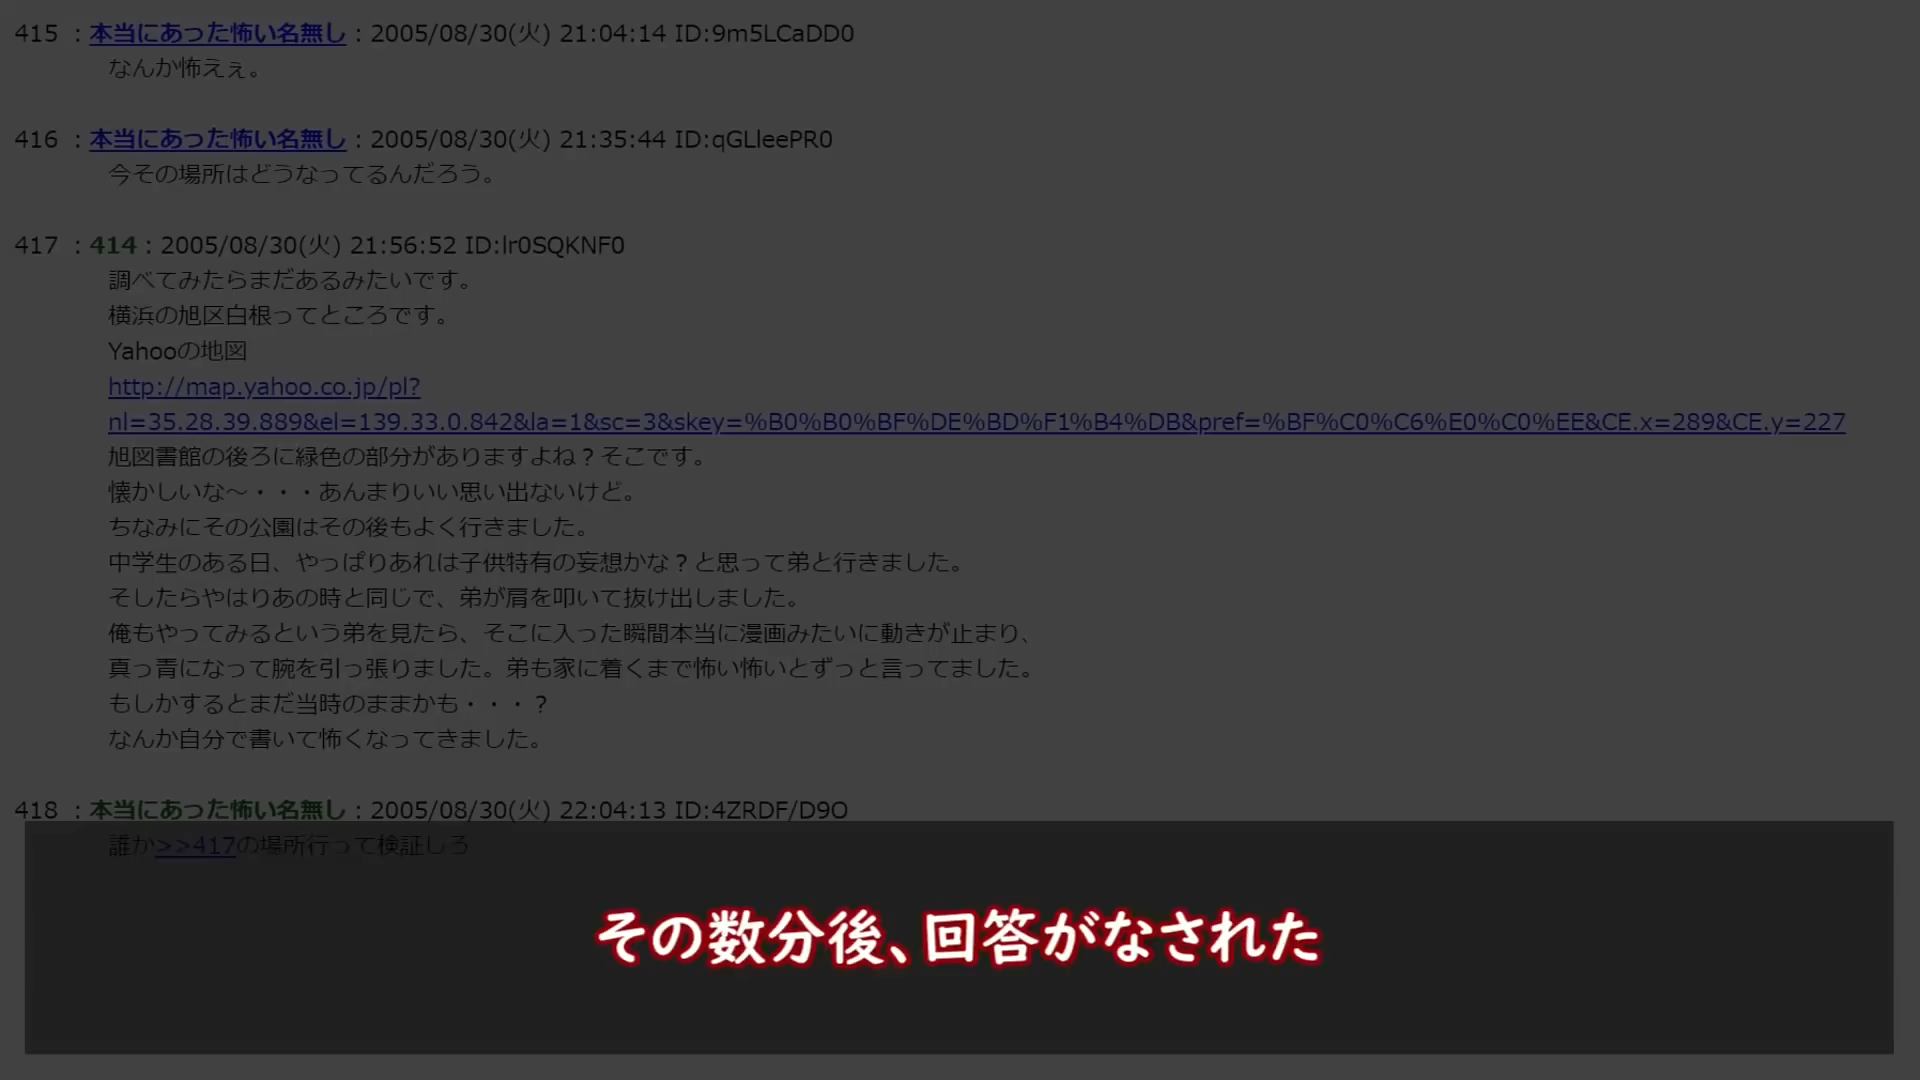 415 ：本当にあった怖い名無し：2005/08/30(火) 21:04:14 ID:9m5LCaDD0
なんか怖えぇ。
416 ：本当にあった怖い名無し：2005/08/30(火) 21:35:44 ID:qGLleePR0
今その場所はどうなってるんだろう。
417 ：414：2005/08/30(火) 21:56:52 ID:lr0SQKNF0
調べてみたらまだあるみたいです。
横浜の旭区白根ってところです。
Yahooの地図
http://map.yahoo.co.jp/pl?
nl=35.28.39.889&el=139.33.0.842&la=1&sc=3&skey=%B0%B0%BF%DE%BD%F1%B4%DB&pref=%BF%C0%C6%E0%C0%EE&CE.x=289&CE.y=227
旭図書館の後ろに緑色の部分がありますよね？そこです。
懐かしいな～・・・あんまりいい思い出ないけど。
ちなみにその公園はその後もよく行きました。
中学生のある日、やっぱりあれは子供特有の妄想かな？と思って弟と行きました。
そしたらやはりあの時と同じで、弟が肩を叩いて抜け出しました。
俺もやってみるという弟を見たら、そこに入った瞬間本当に漫画みたいに動きが止まり、
真っ青になって腕を引っ張りました。弟も家に着くまで怖い怖いとずっと言ってました。
もしかするとまだ当時のままかも・・・？
なんか自分で書いて怖くなってきました。
418 ：本当にあった怖い名無し：2005/08/30(火) 22:04:13 ID:4ZRDF/D9O
誰か>>417の場所行って検証しろ
その数分後、回答がなされた